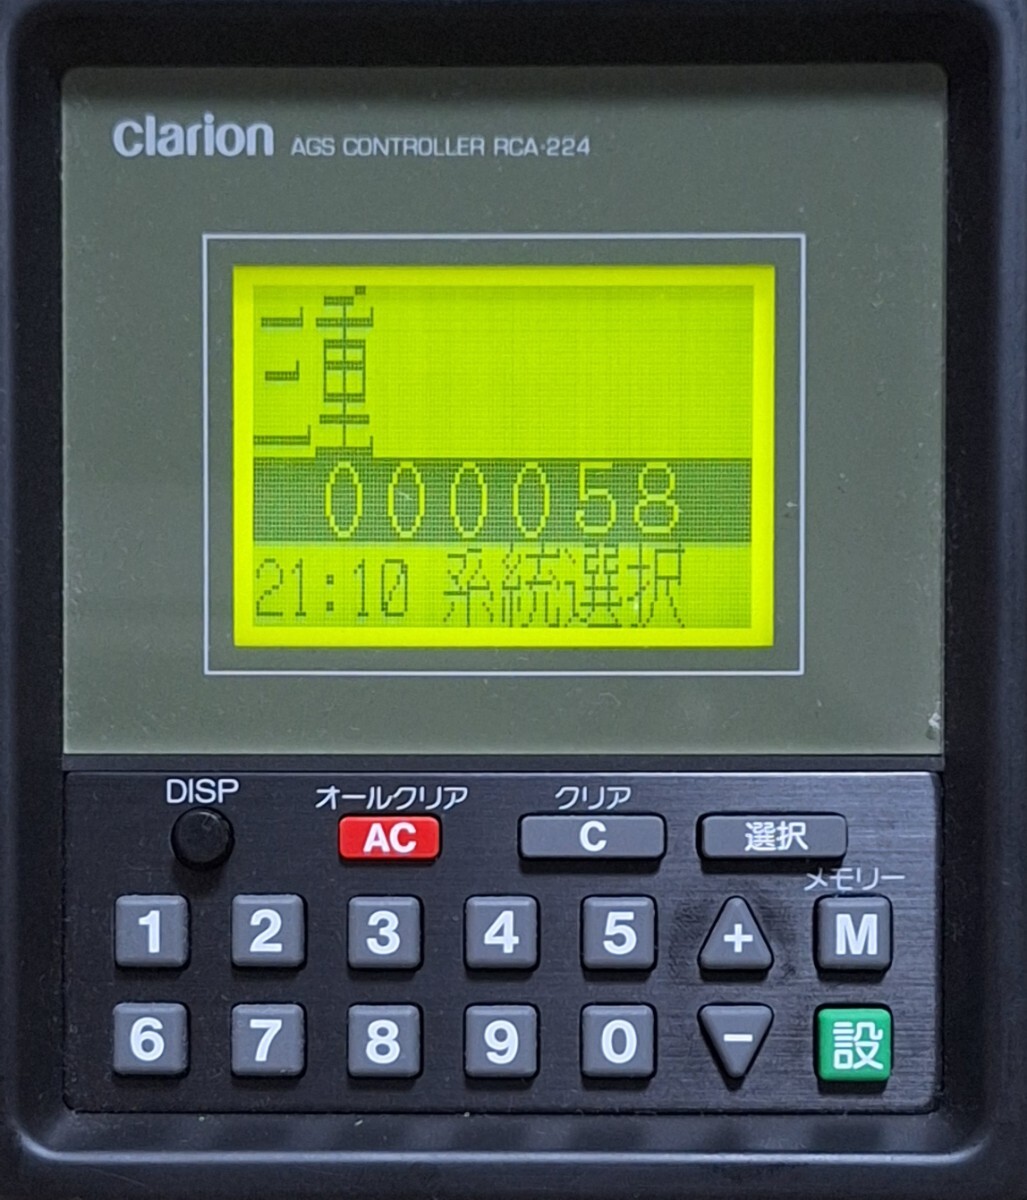 clarion AGS CONTROLLER RCA-224
三重
000058
21:10 系統選択
DISP オールクリア クリア
AC C 選択
メモリー
1 2 3 4 5 + M
6 7 8 9 0 - 設